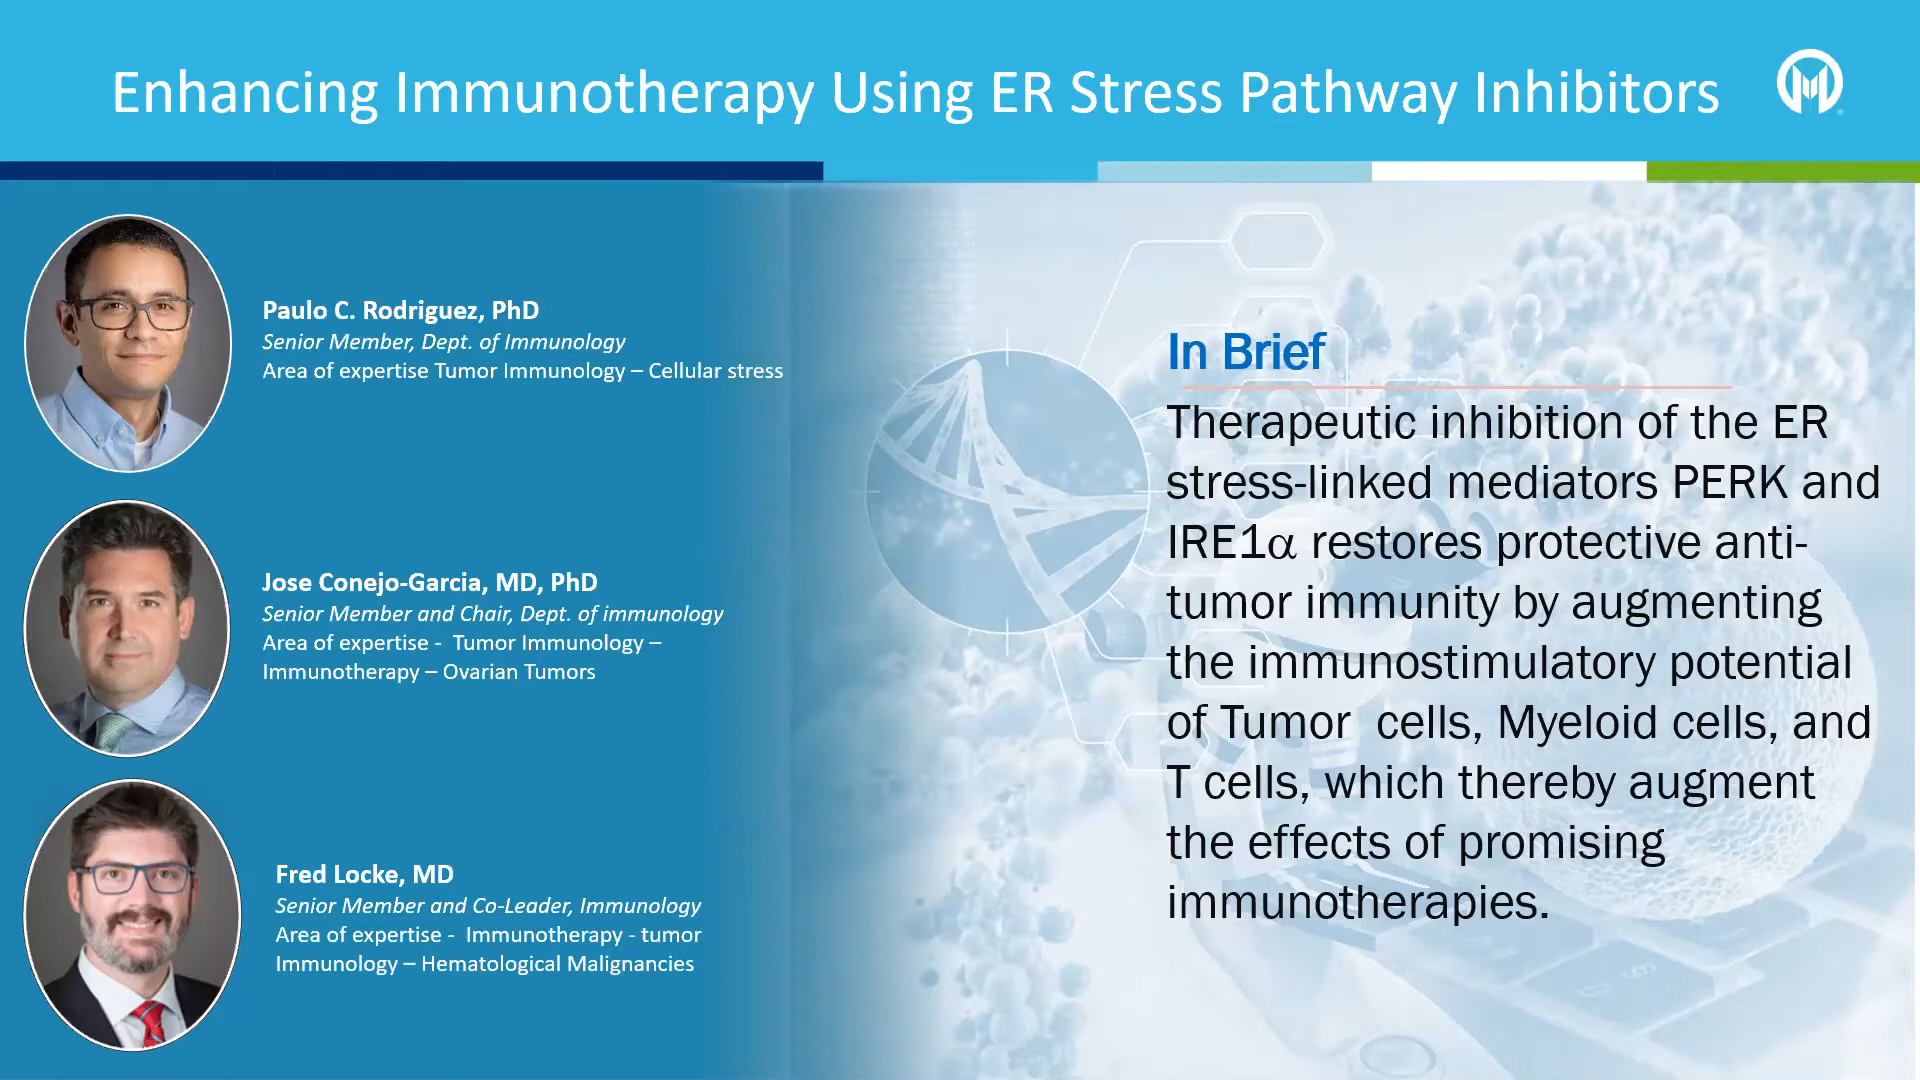 Enhancing Immunotherapy Using ER Stress Pathway Inhibitors
Paulo C. Rodriguez, PhD
Senior Member, Dept. of Immunology
Area of expertise Tumor Immunology – Cellular stress
Jose Conejo-Garcia, MD, PhD
Senior Member and Chair, Dept. of immunology
Area of expertise - Tumor Immunology –
Immunotherapy – Ovarian Tumors
Fred Locke, MD
Senior Member and Co-Leader, Immunology
Area of expertise - Immunotherapy - tumor
Immunology – Hematological Malignancies
In Brief
Therapeutic inhibition of the ER
stress-linked mediators PERK and
IRE1α restores protective anti-
tumor immunity by augmenting
the immunostimulatory potential
of Tumor cells, Myeloid cells, and
T cells, which thereby augment
the effects of promising
immunotherapies.